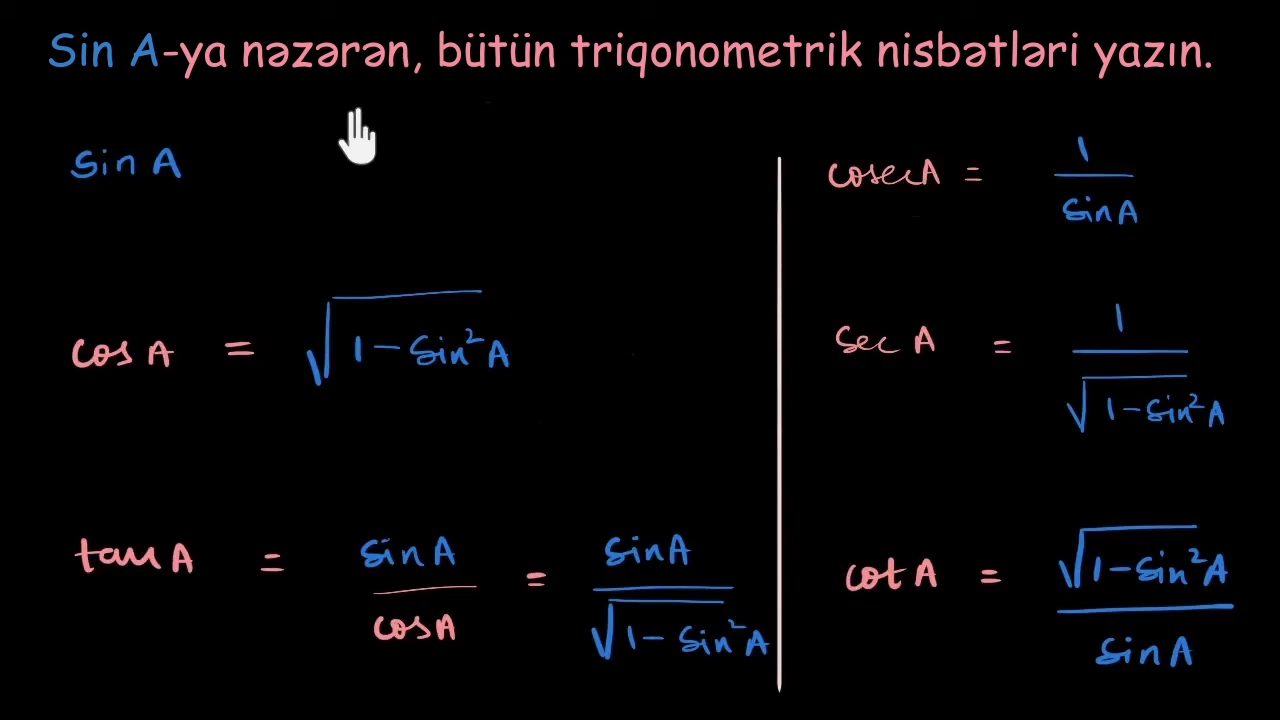 Sin A-ya nəzərən, bütün triqonometrik nisbətləri yazın.
sin A
cos A = √(1 - sin²A)
tan A = sinA/cosA = sinA/√(1 - sin²A)
cosecA = 1/sinA
sec A = 1/√(1 - sin²A)
cot A = √(1 - sin²A)/sinA